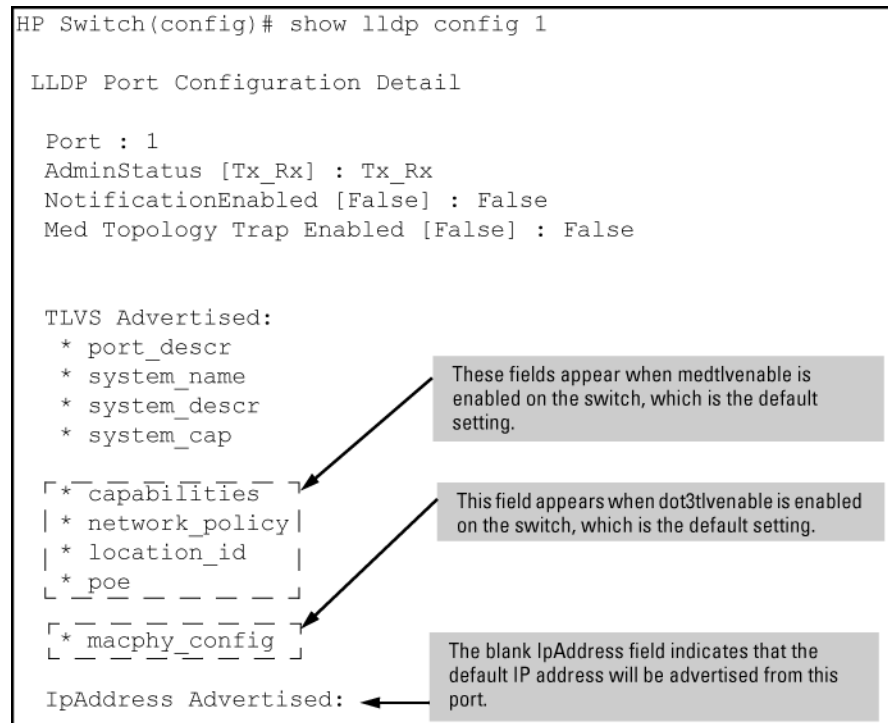 HP Switch(config)# show lldp config 1
LLDP Port Configuration Detail
Port : 1
AdminStatus [Tx_Rx] : Tx_Rx
NotificationEnabled [False] : False
Med Topology Trap Enabled [False] : False
TLVS Advertised:
* port_descr
* system_name
* system_descr
* system_cap
These fields appear when medtlvenable is
enabled on the switch, which is the default
setting.
* capabilities
* network_policy
* location_id
* poe
This field appears when dot3tlvenable is enabled
on the switch, which is the default setting.
* macphy_config
The blank IpAddress field indicates that the
default IP address will be advertised from this
port.
IpAddress Advertised: